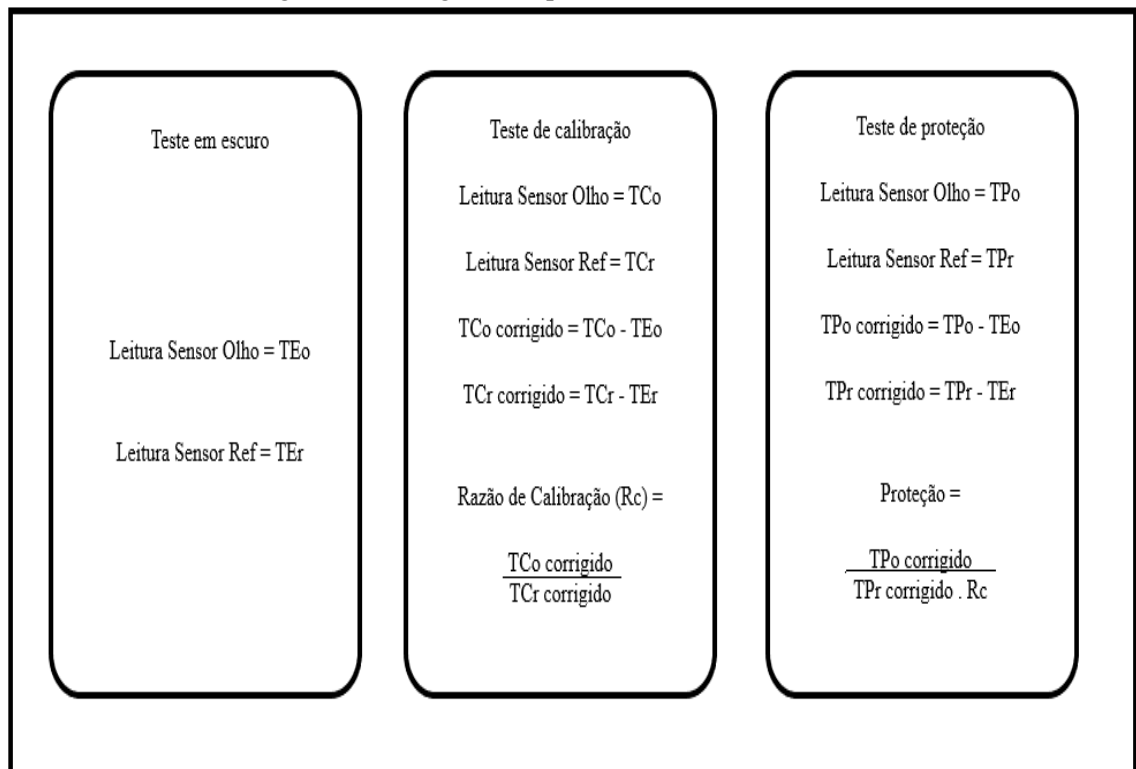 Teste em escuro
Leitura Sensor Olho = TEo
Leitura Sensor Ref = TEr
Teste de calibração
Leitura Sensor Olho = TCo
Leitura Sensor Ref = TCr
TCo corrigido = TCo - TEo
TCr corrigido = TCr - TEr
Razão de Calibração (Rc) =
TCo corrigido
TCr corrigido
Teste de proteção
Leitura Sensor Olho = TPo
Leitura Sensor Ref = TPr
TPo corrigido = TPo - TEo
TPr corrigido = TPr - TEr
Proteção =
TPo corrigido
TPr corrigido . Rc